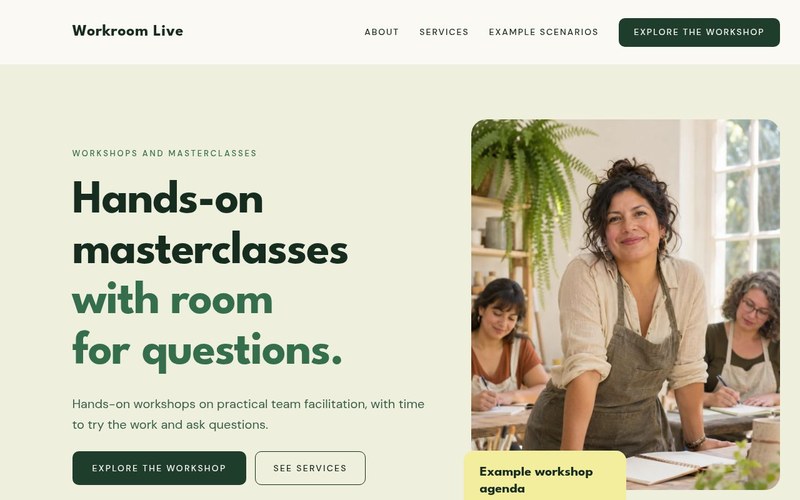 Workroom Live
ABOUT
SERVICES
EXAMPLE SCENARIOS
EXPLORE THE WORKSHOP
WORKSHOPS AND MASTERCLASSES
Hands-on
masterclasses
with room
for questions.
Hands-on workshops on practical team facilitation, with time
to try the work and ask questions.
EXPLORE THE WORKSHOP
SEE SERVICES
Example workshop
agenda